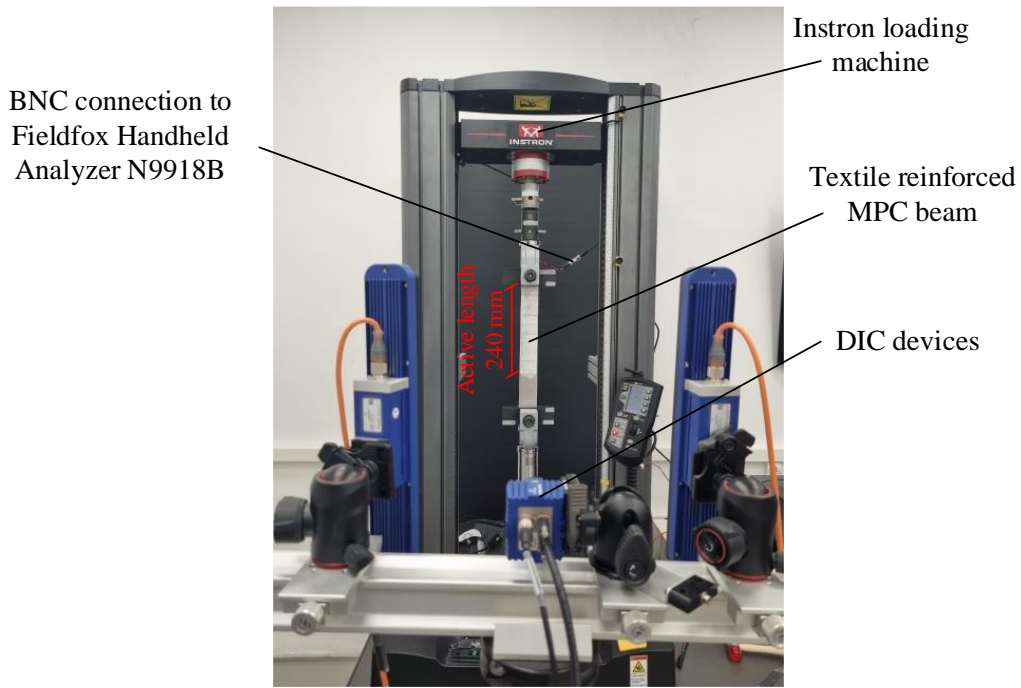 Instron loading
machine
BNC connection to
Fieldfox Handheld
Analyzer N9918B
INSTRON
Textile reinforced
MPC beam
Active length
240 mm
DIC devices